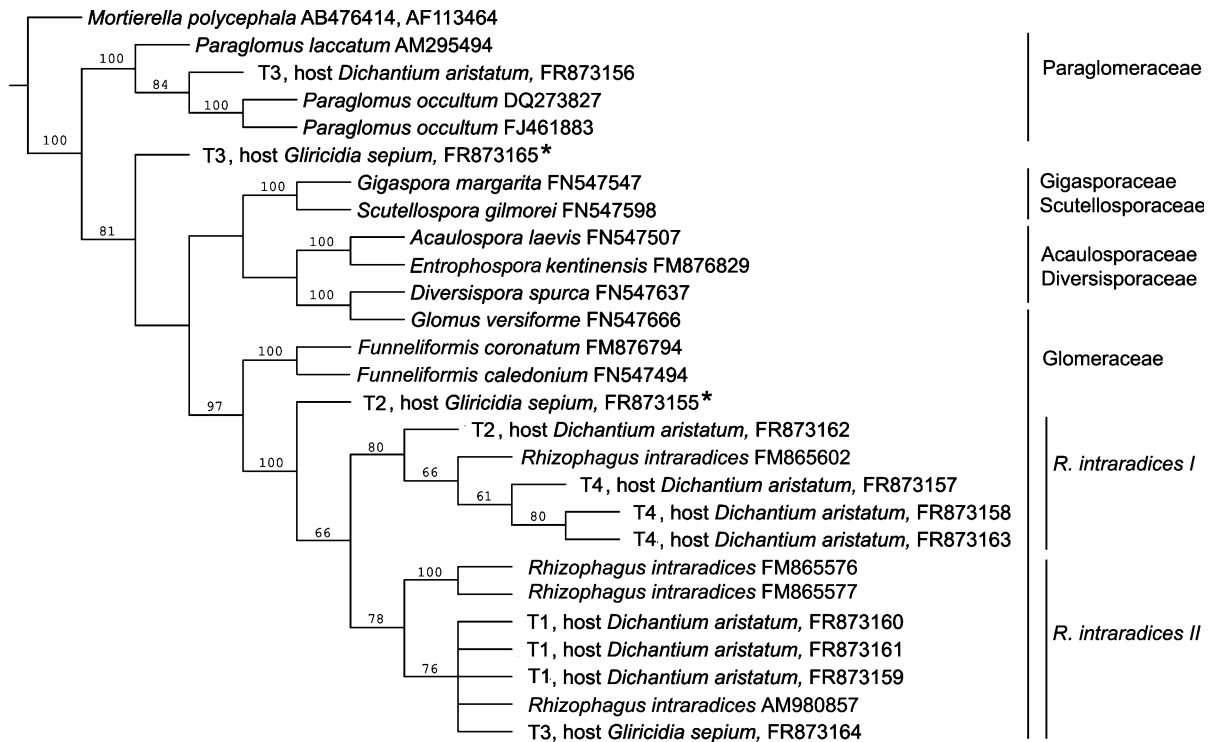 Mortierella polycephala AB476414, AF113464
100
Paraglomus laccatum AM295494
Paraglomeraceae
84
T3, host Dichantium aristatum, FR873156
100
Paraglomus occultum DQ273827
Paraglomus occultum FJ461883
100
T3, host Gliricidia sepium, FR873165*
100
Gigaspora margarita FN547547
Gigasporaceae
Scutellospora gilmorei FN547598
Scutellosporaceae
81
100
Acaulospora laevis FN547507
Acaulosporaceae
Entrophospora kentinensis FM876829
Diversisporaceae
100
Diversispora spurca FN547637
Glomus versiforme FN547666
100
Funneliformis coronatum FM876794
Glomeraceae
Funneliformis caledonium FN547494
97
T2, host Gliricidia sepium, FR873155*
80
T2, host Dichantium aristatum, FR873162
100
66
Rhizophagus intraradices FM865602
R. intraradices I
61
T4, host Dichantium aristatum, FR873157
80
T4, host Dichantium aristatum, FR873158
66
T4, host Dichantium aristatum, FR873163
100
Rhizophagus intraradices FM865576
Rhizophagus intraradices FM865577
78
T1, host Dichantium aristatum, FR873160
R. intraradices II
T1, host Dichantium aristatum, FR873161
76
T1, host Dichantium aristatum, FR873159
Rhizophagus intraradices AM980857
T3, host Gliricidia sepium, FR873164